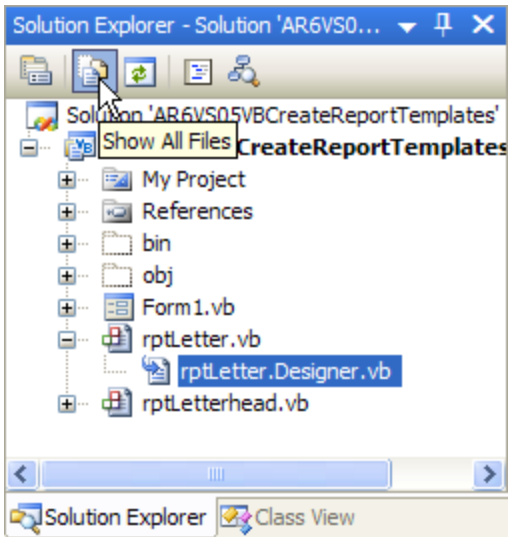 Solution Explorer - Solution 'AR6VS0...
Solution 'AR6VS05VBCreateReportTemplates'
Show All Files
CreateReportTemplates
My Project
References
bin
obj
Form1.vb
rptLetter.vb
rptLetter.Designer.vb
rptLetterhead.vb
Solution Explorer
Class View